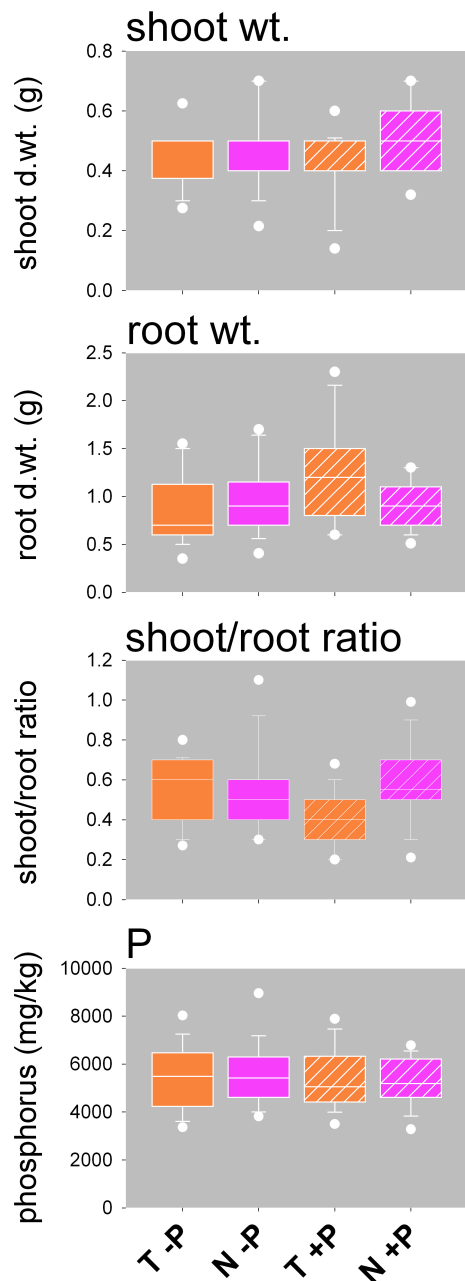 shoot wt.
shoot d.wt. (g)
0.8
0.6
0.4
0.2
0.0
root wt.
root d.wt. (g)
2.5
2.0
1.5
1.0
0.5
0.0
shoot/root ratio
shoot/root ratio
1.2
1.0
0.8
0.6
0.4
0.2
0.0
P
phosphorus (mg/kg)
10000
8000
6000
4000
2000
0
T -P
N -P
T +P
N +P